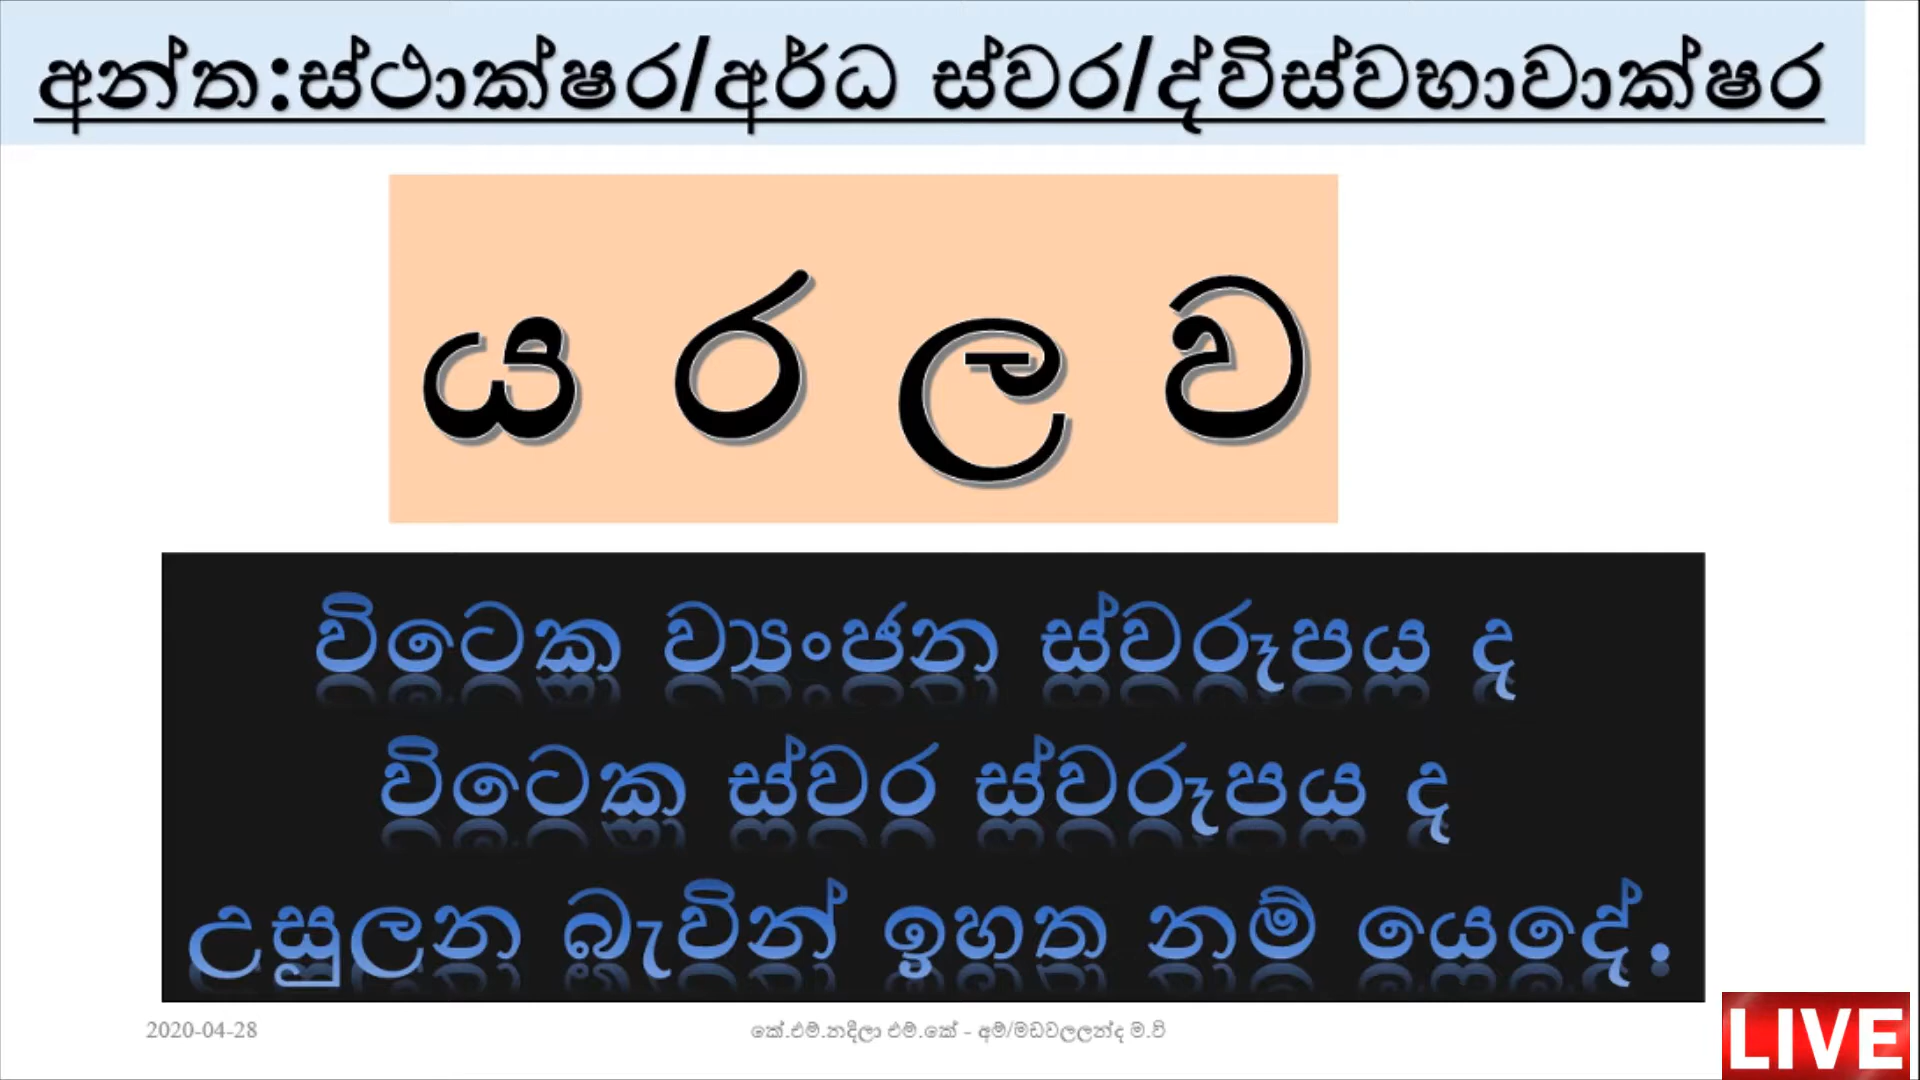 අන්ත:ස්ථාක්ෂර/අර්ධ ස්වර/ද්විස්වභාවාක්ෂර
ය ර ල ව
විටෙක ව්‍යංජන ස්වරූපය ද
විටෙක ස්වර ස්වරූපය ද
උසුලන බැවින් ඉහත නම් යෙදේ.
2020-04-28
කේ.එම්.නදීලා එම්.කේ - අම්/මඩවලලන්ද ම.වි
LIVE